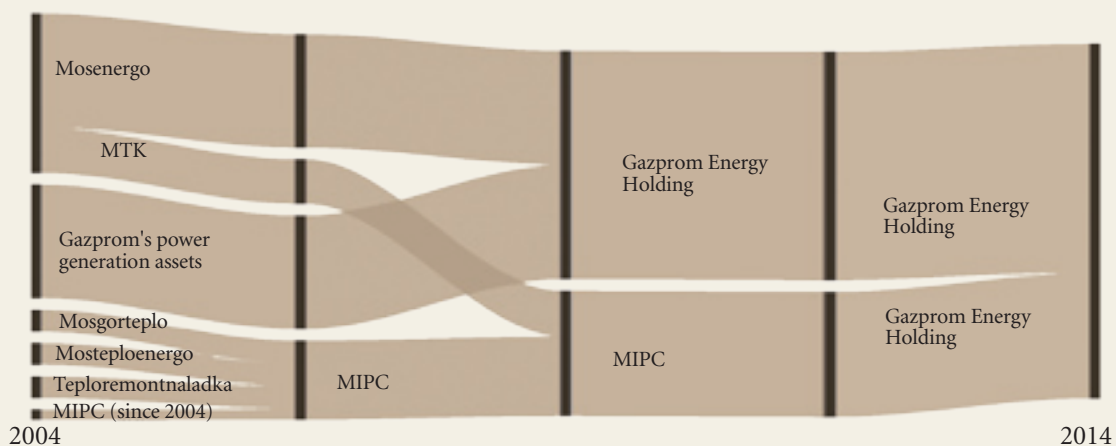 Mosenergo
MTK
Gazprom's power
generation assets
Mosgorteplo
Mosteploenergo
Teploremontnaladka
MIPC (since 2004)
MIPC
Gazprom Energy
Holding
MIPC
Gazprom Energy
Holding
Gazprom Energy
Holding
2004
2014